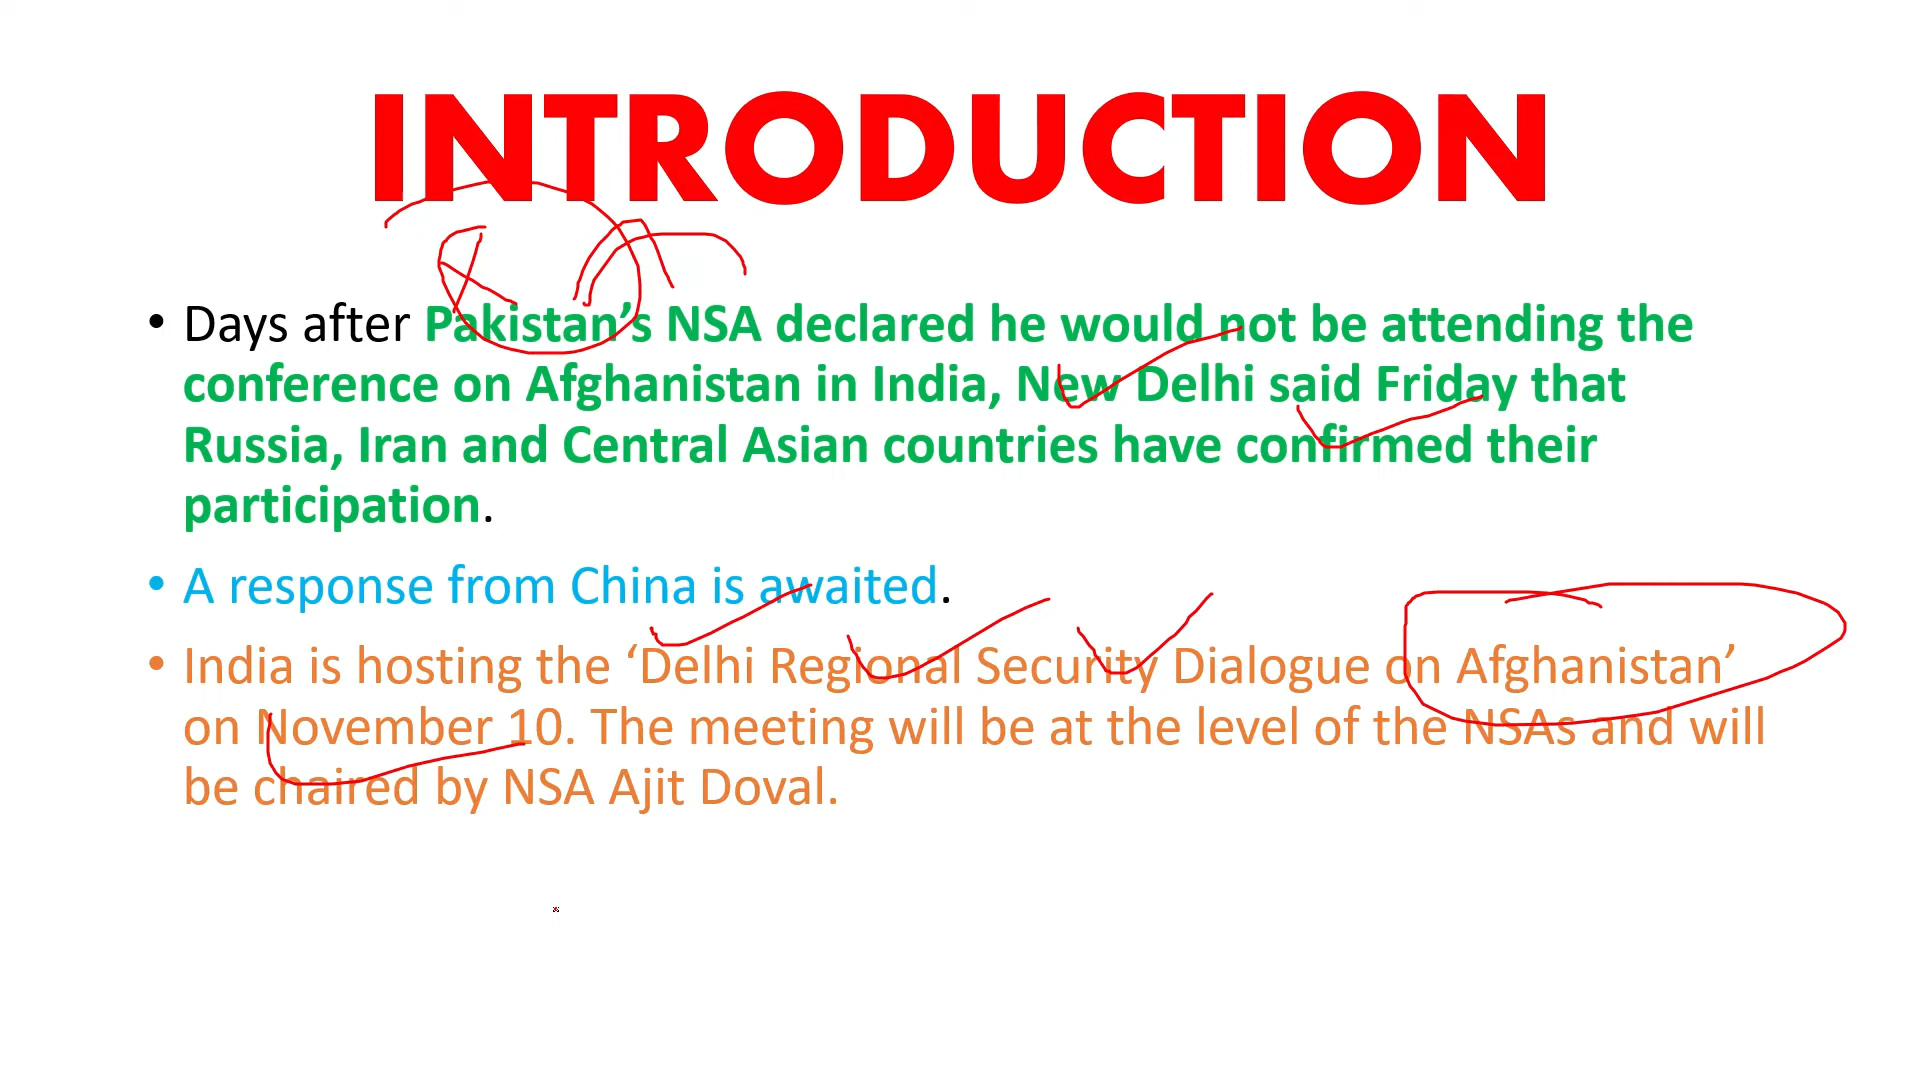 INTRODUCTION
• Days after Pakistan’s NSA declared he would not be attending the
conference on Afghanistan in India, New Delhi said Friday that
Russia, Iran and Central Asian countries have confirmed their
participation.
• A response from China is awaited.
• India is hosting the ‘Delhi Regional Security Dialogue on Afghanistan’
on November 10. The meeting will be at the level of the NSAs and will
be chaired by NSA Ajit Doval.